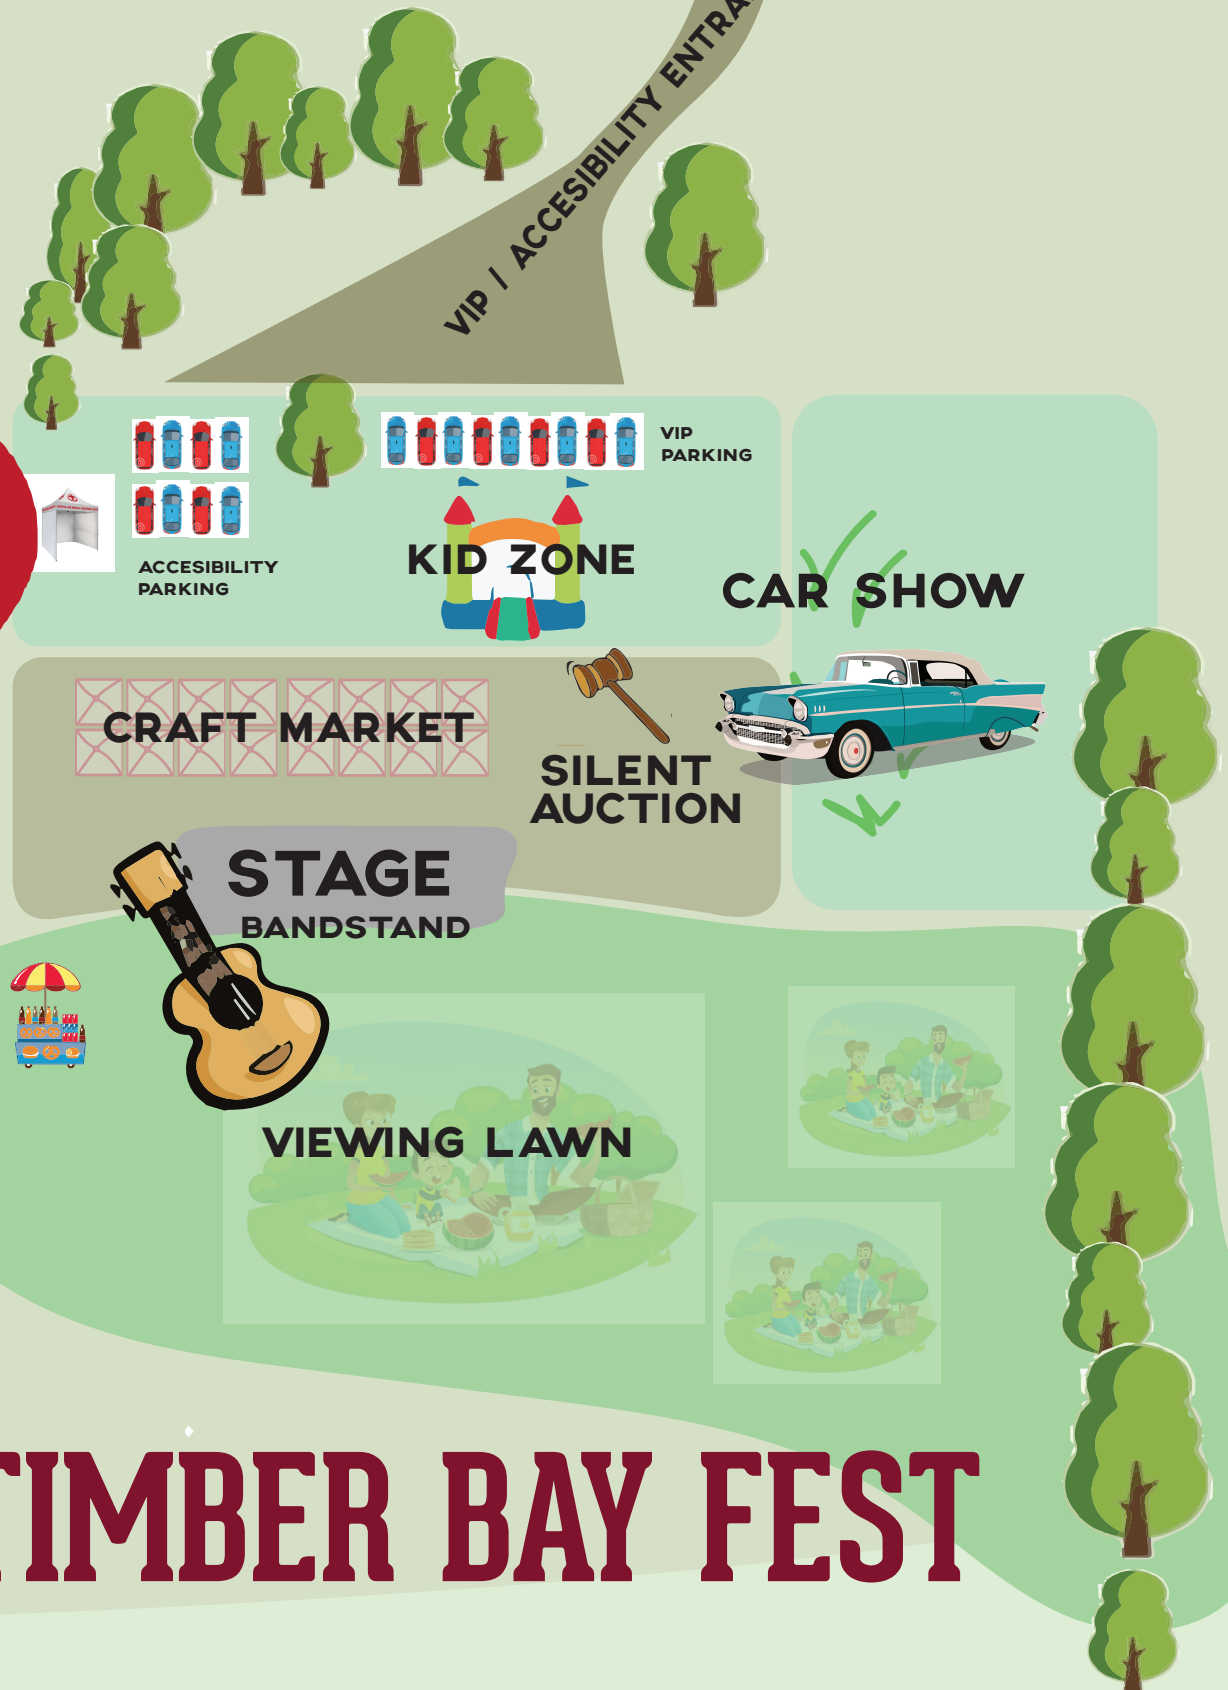 VIP / ACCESIBILITY ENTRA
VIP
PARKING
ACCESIBILITY
PARKING
KID ZONE
CAR SHOW
CRAFT MARKET
SILENT
AUCTION
STAGE
BANDSTAND
VIEWING LAWN
TIMBER BAY FEST